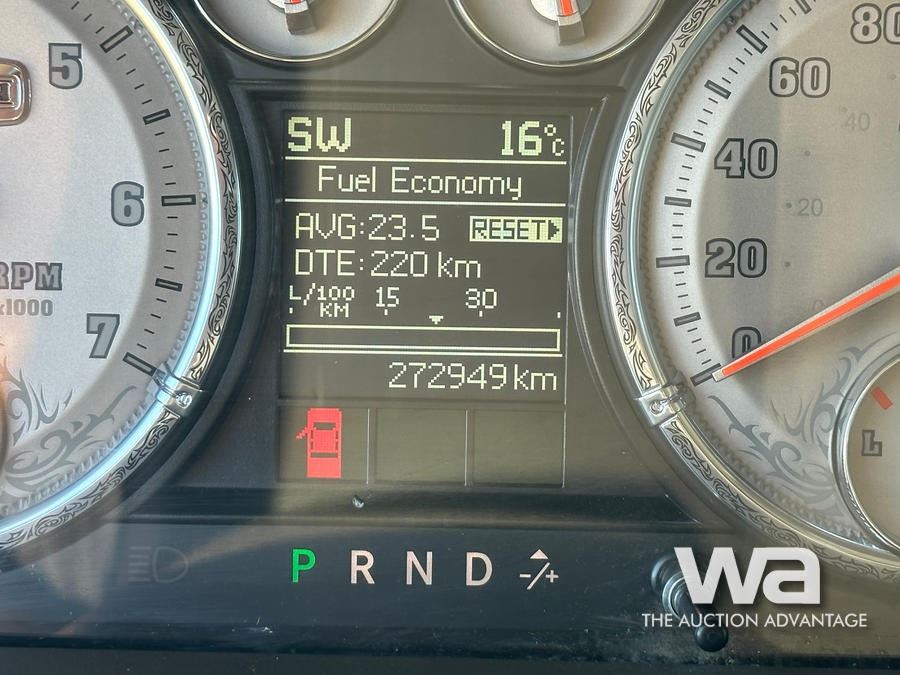 5
6
7
RPM
x1000
SW 16°C
Fuel Economy
AVG:23.5 RESET
DTE:220 km
L/100 KM 15 30
272949 km
P R N D -/+
80
60
40
40
20
20
0
L
wa
THE AUCTION ADVANTAGE